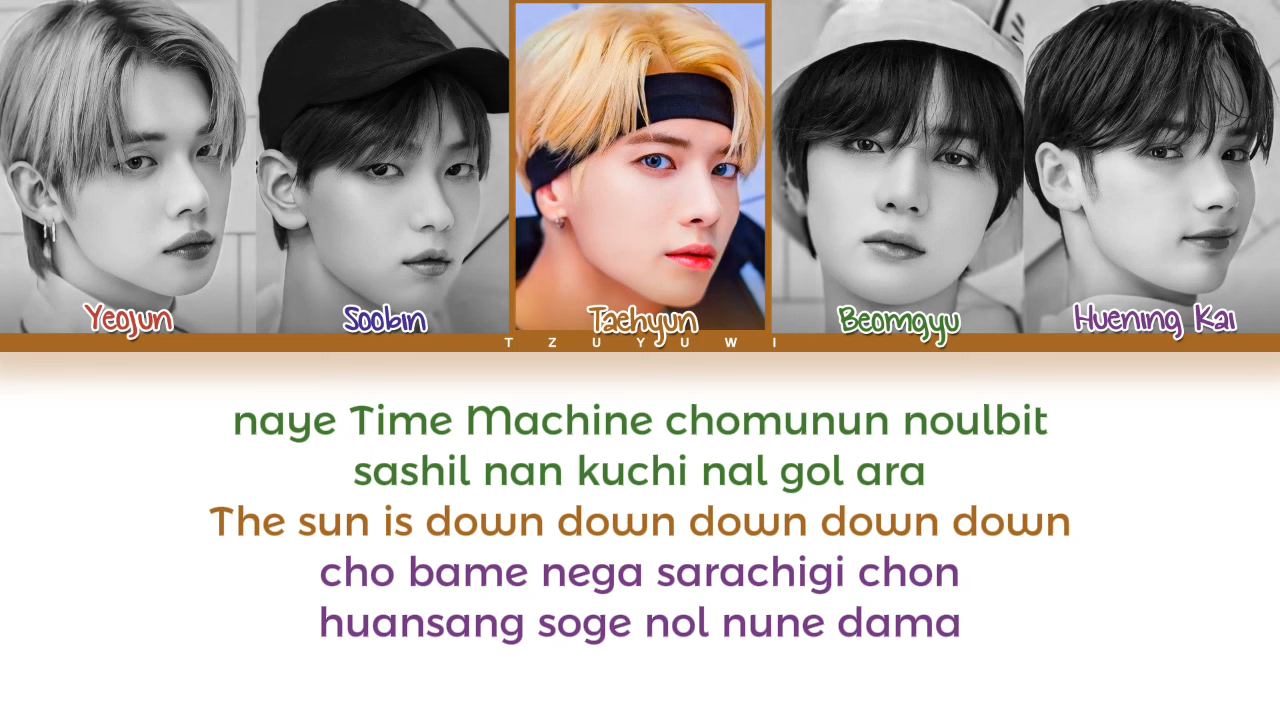 Yeojun
Soobin
Taehyun
Beomgyu
Huening Kai
TZUYUWI
naye Time Machine chomunun noulbit
sashil nan kuchi nal gol ara
The sun is down down down down down
cho bame nega sarachigi chon
huansang soge nol nune dama